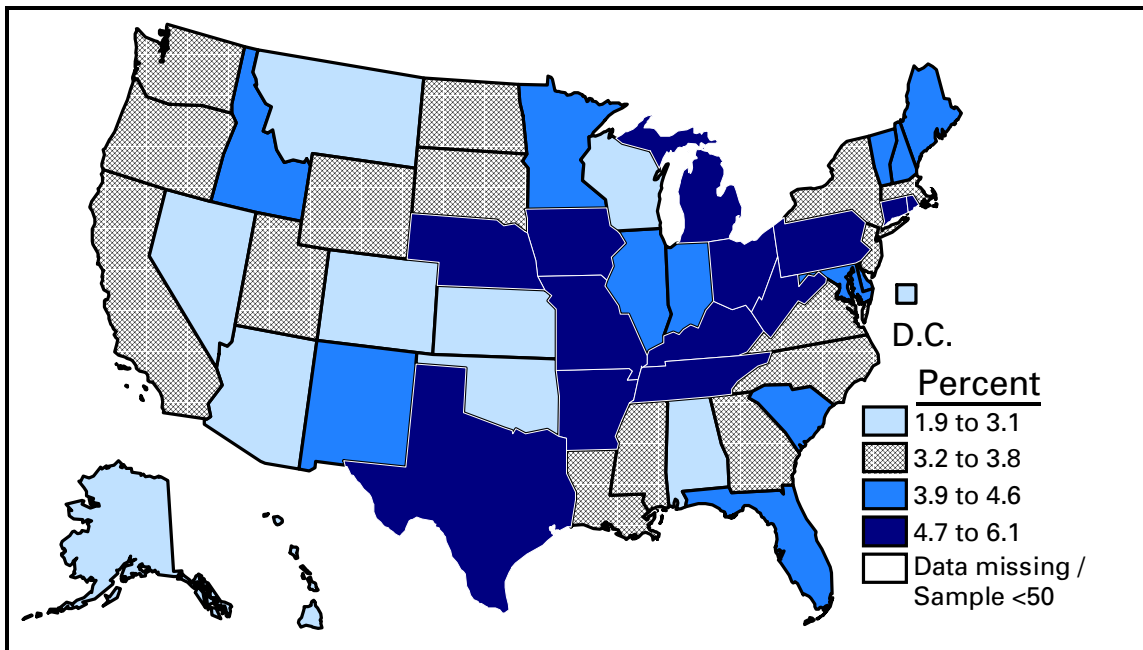 D.C.
Percent
1.9 to 3.1
3.2 to 3.8
3.9 to 4.6
4.7 to 6.1
Data missing /
Sample <50